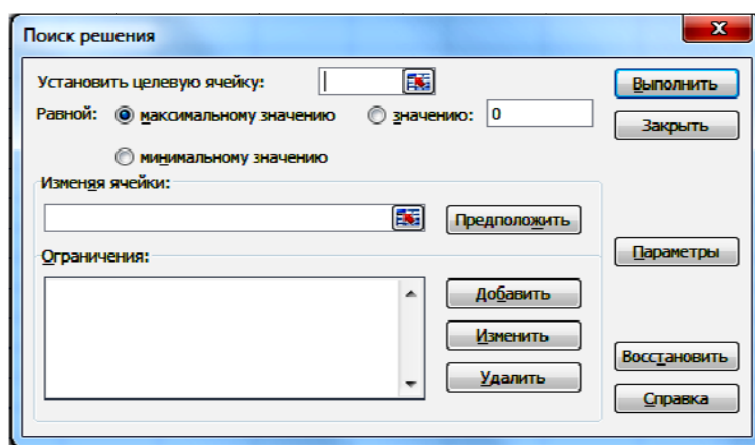 Поиск решения
Установить целевую ячейку:
Выполнить
Равной: максимальному значению значению: 0
Закрыть
минимальному значению
Изменяя ячейки:
Предположить
Параметры
Ограничения:
Добавить
Изменить
Восстановить
Удалить
Справка